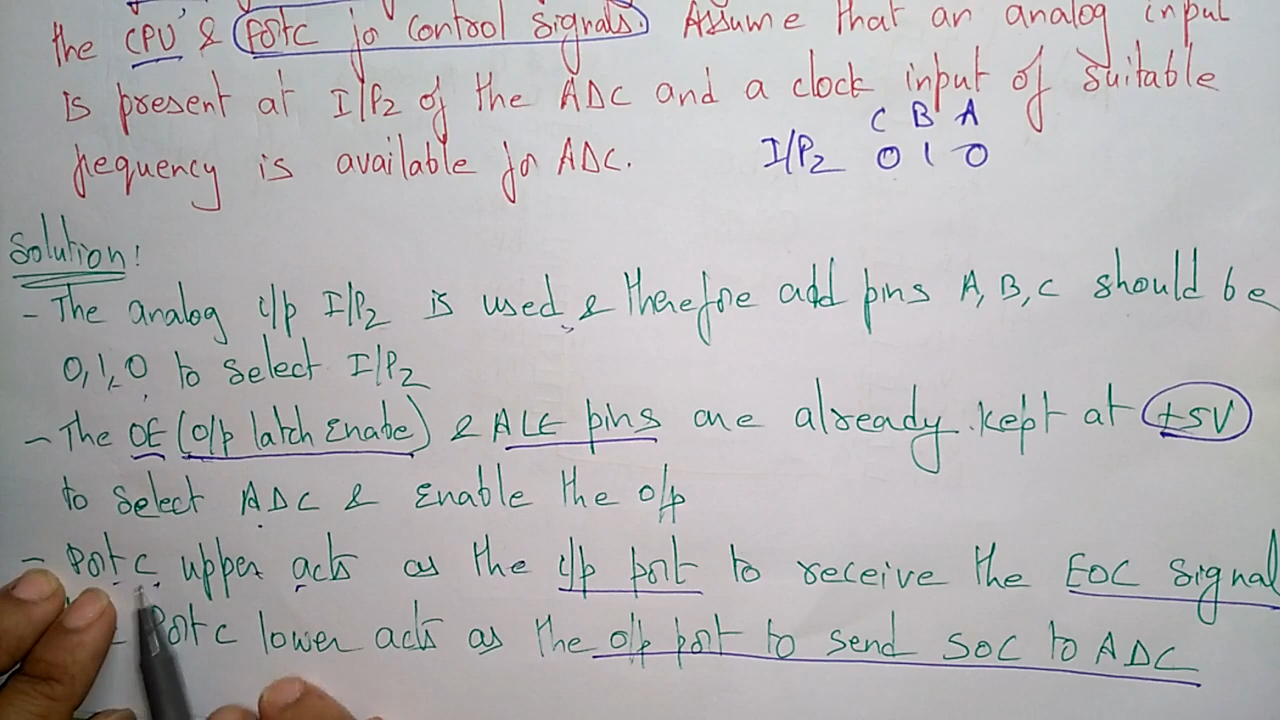 the CPU & Portc for Control Signals. Assume that an analog input
is present at I/P2 of the ADC and a clock input of suitable
frequency is available for ADC.
C B A
I/P2 0 1 0
Solution:
- The analog i/p I/P2 is used & therefore add pins A, B, C should be
0, 1, 0 to select I/P2
- The OE (O/p latch Enabe) & ALE pins are already kept at +5V
to select ADC & Enable the o/p
- Port c upper acts as the i/p port to receive the EOC signal
- Port c lower acts as the o/p port to send SOC to ADC